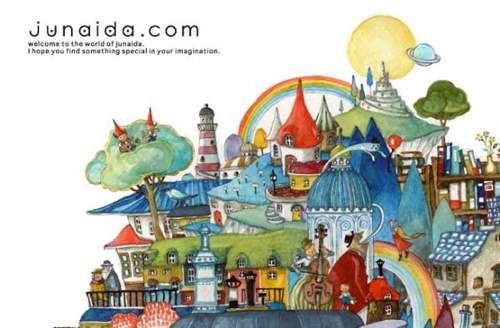 junaida.com
welcome to the world of junaida.
I hope you find something special in your imagination.